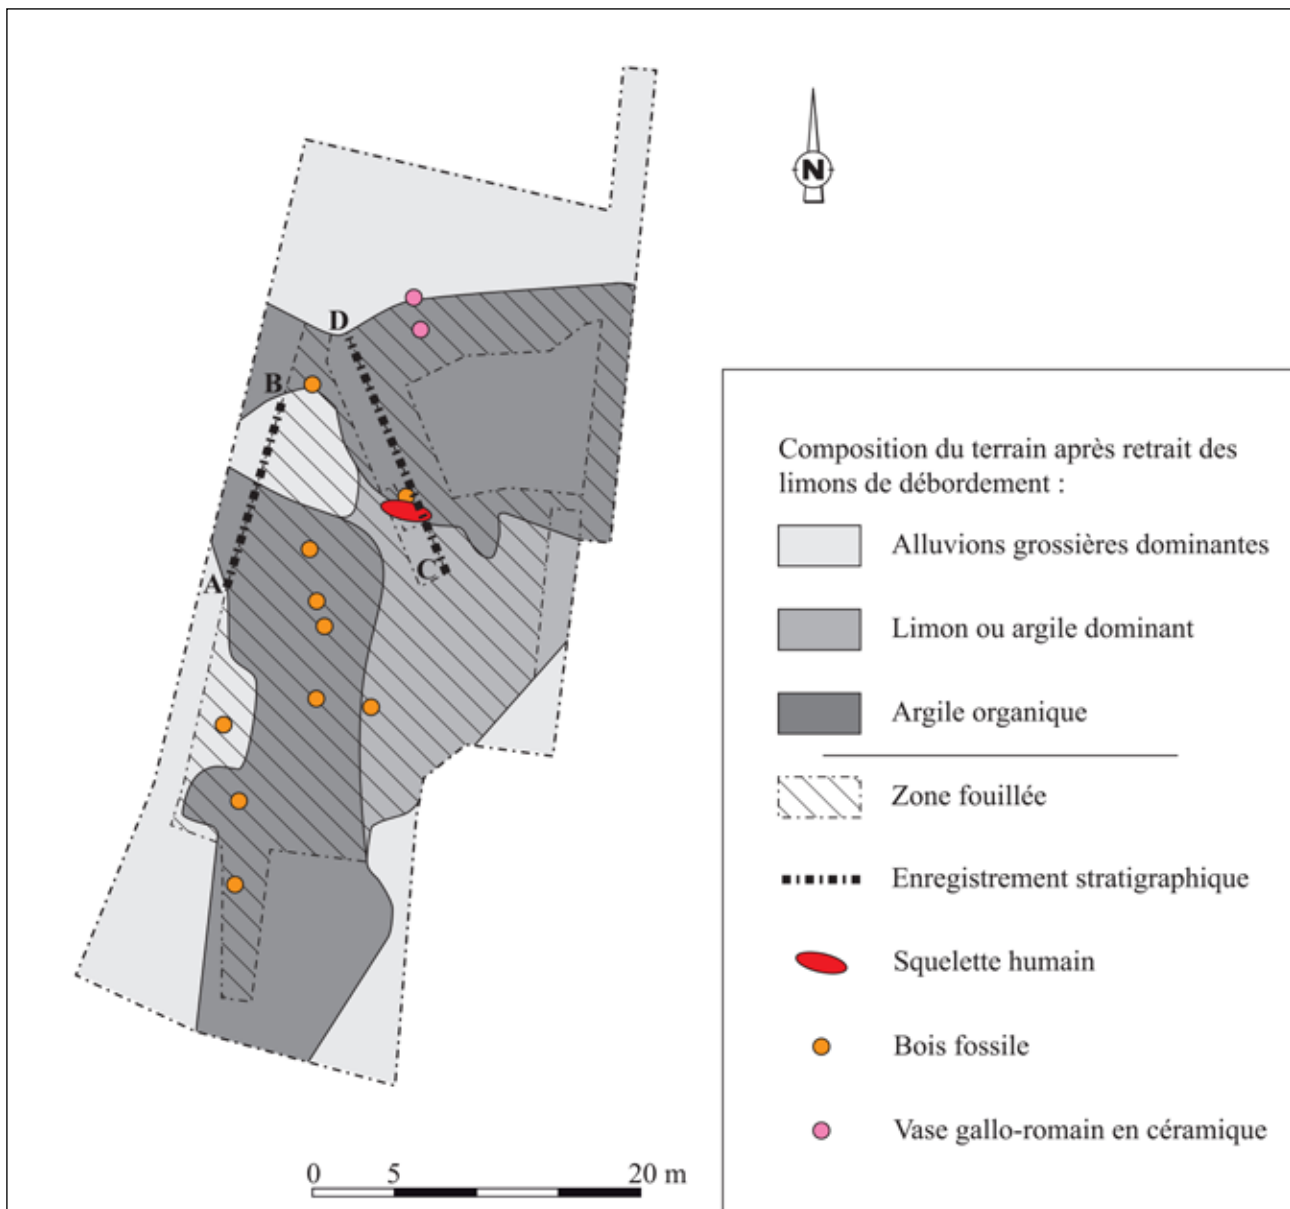 N
D
B
A
C
Composition du terrain après retrait des
limons de débordement :
Alluvions grossières dominantes
Limon ou argile dominant
Argile organique
Zone fouillée
Enregistrement stratigraphique
Squelette humain
Bois fossile
Vase gallo-romain en céramique
0 5 20 m